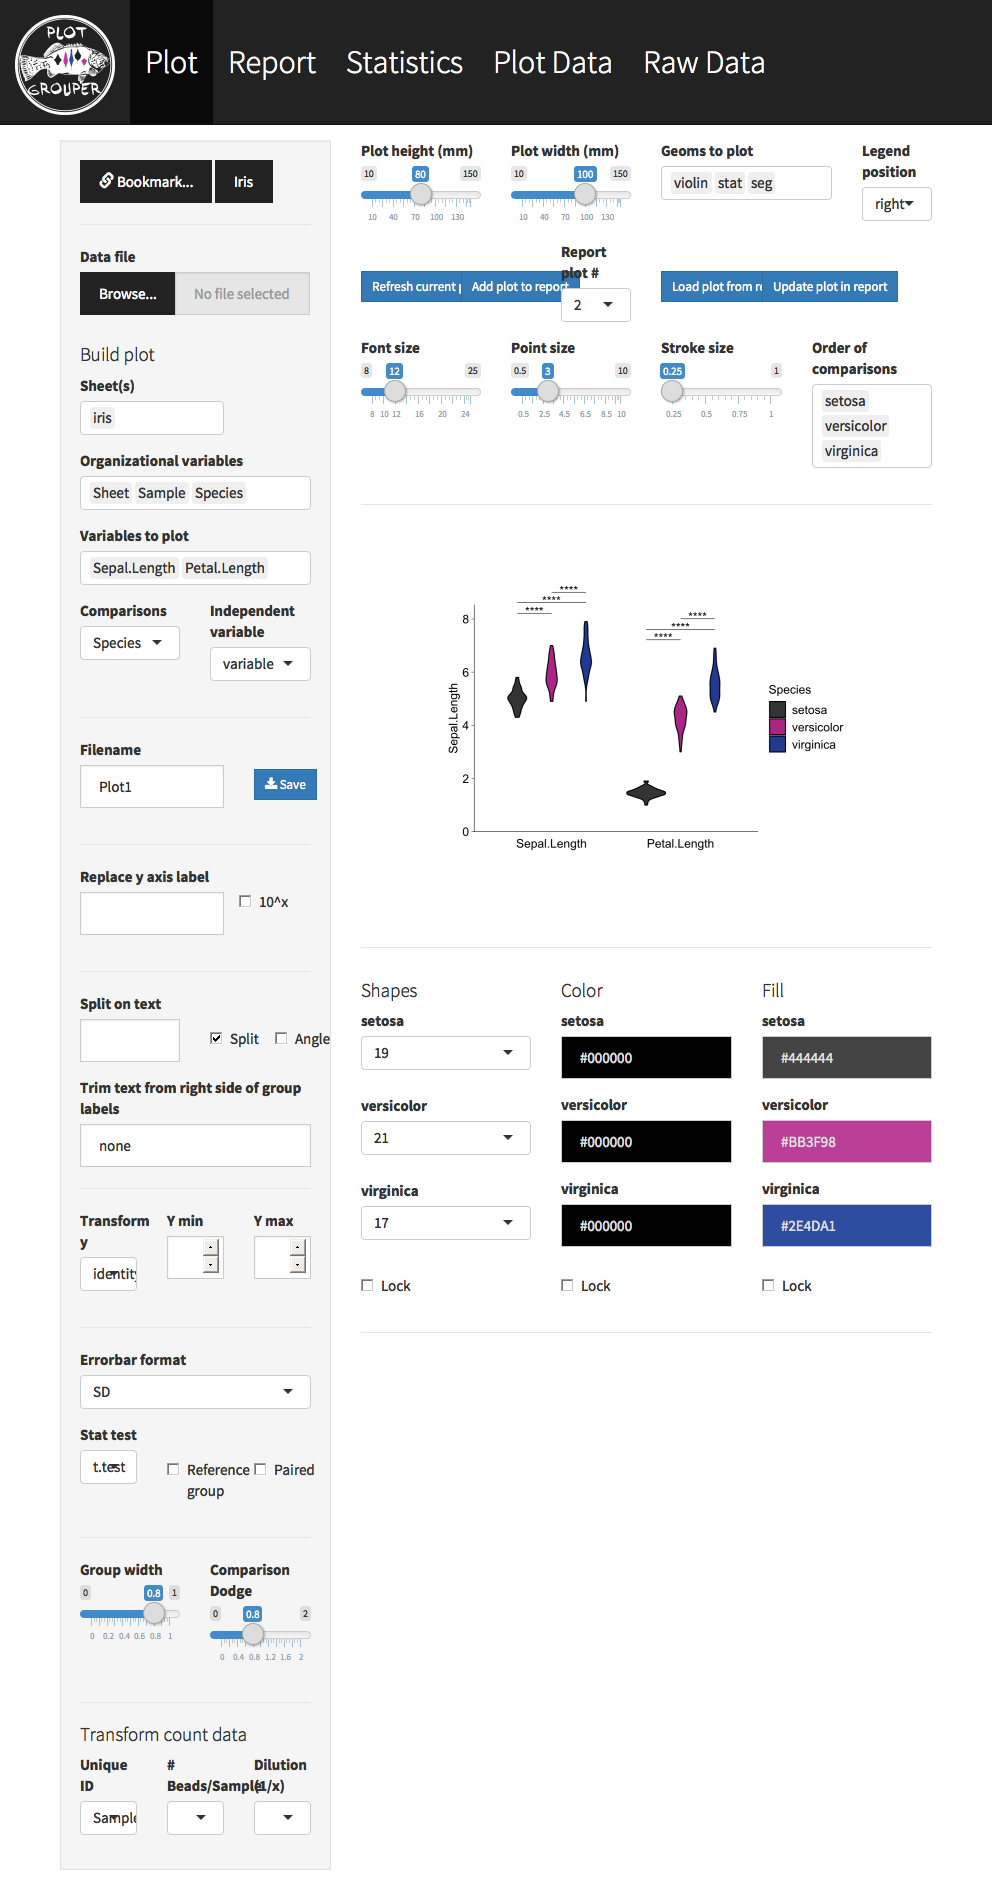 PLOT
GROUPER
Plot
Report
Statistics
Plot Data
Raw Data
Bookmark...
Iris
Data file
Browse...
No file selected
Build plot
Sheet(s)
iris
Organizational variables
Sheet Sample Species
Variables to plot
Sepal.Length Petal.Length
Comparisons
Species
Independent
variable
variable
Filename
Plot1
Save
Replace y axis label
10^x
Split on text
Split
Angle
Trim text from right side of group
labels
none
Transform
y
identity
Y min
Y max
Errorbar format
SD
Stat test
t.test
Reference
group
Paired
Group width
0 0.8 1
0 0.2 0.4 0.6 0.8 1
Comparison
Dodge
0 0.8 2
0 0.4 0.8 1.2 1.6 2
Transform count data
Unique
ID
Sample
#
Beads/Sample
Dilution
(1/x)
Plot height (mm)
10 80 150
10 40 70 100 130
Plot width (mm)
10 100 150
10 40 70 100 130
Geoms to plot
violin stat seg
Legend
position
right
Refresh current p
Add plot to report
Report
plot #
2
Load plot from re
Update plot in report
Font size
8 12 25
8 10 12 16 20 24
Point size
0.5 3 10
0.5 2.5 4.5 6.5 8.5 10
Stroke size
0.25 1
0.25 0.5 0.75 1
Order of
comparisons
setosa
versicolor
virginica
Sepal.Length
8
6
4
2
0
****
****
****
****
****
****
Sepal.Length
Petal.Length
Species
setosa
versicolor
virginica
Shapes
setosa
19
versicolor
21
virginica
17
Lock
Color
setosa
#000000
versicolor
#000000
virginica
#000000
Lock
Fill
setosa
#444444
versicolor
#BB3F98
virginica
#2E4DA1
Lock